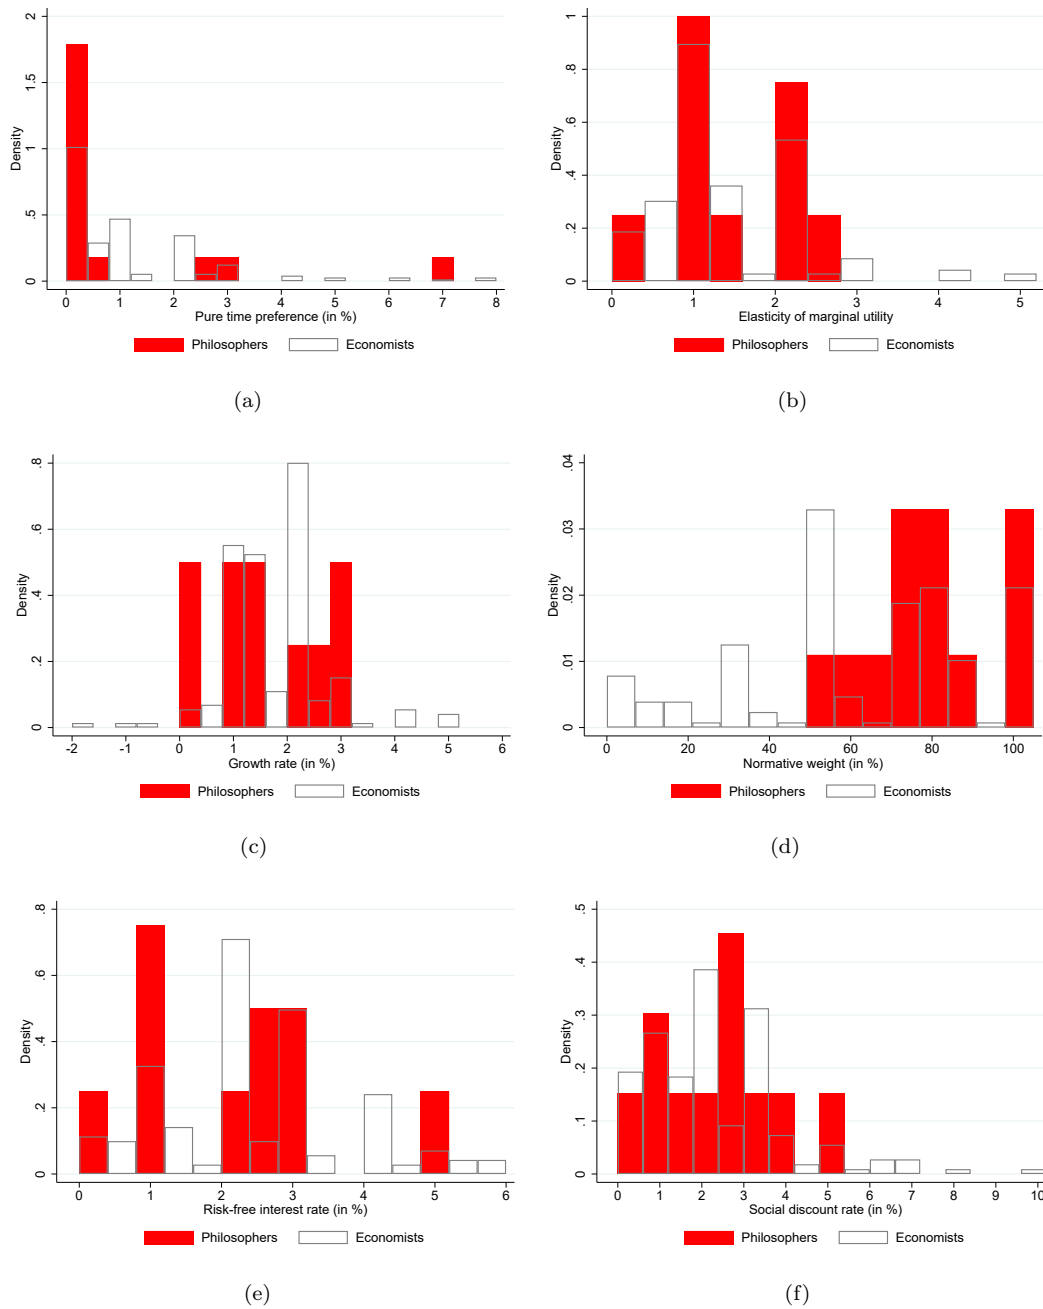 Density
2
1.5
1
.5
0
0 1 2 3 4 5 6 7 8
Pure time preference (in %)
Philosophers Economists
(a)
Density
1
.8
.6
.4
.2
0
0 1 2 3 4 5
Elasticity of marginal utility
Philosophers Economists
(b)
Density
.8
.6
.4
.2
0
-2 -1 0 1 2 3 4 5 6
Growth rate (in %)
Philosophers Economists
(c)
Density
.04
.03
.02
.01
0
0 20 40 60 80 100
Normative weight (in %)
Philosophers Economists
(d)
Density
.8
.6
.4
.2
0
0 1 2 3 4 5 6
Risk-free interest rate (in %)
Philosophers Economists
(e)
Density
.5
.4
.3
.2
.1
0
0 1 2 3 4 5 6 7 8 9 10
Social discount rate (in %)
Philosophers Economists
(f)